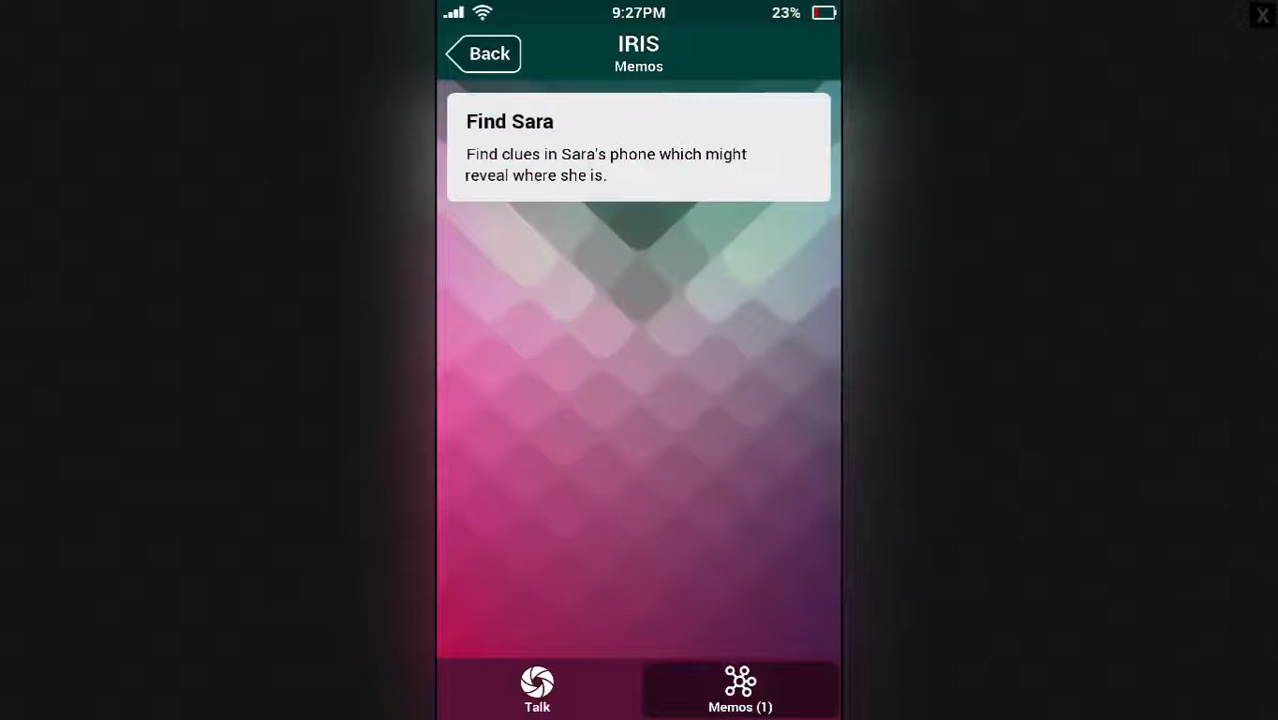 9:27PM 23%
Back
IRIS
Memos
Find Sara
Find clues in Sara's phone which might
reveal where she is.
Talk
Memos (1)
X